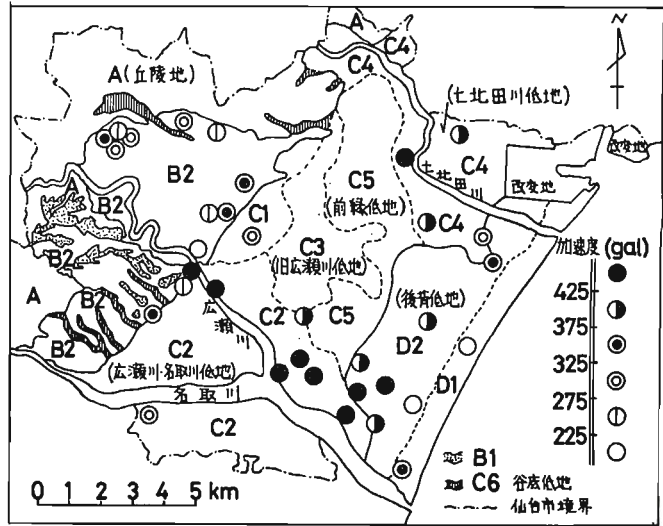 N
A
C4
C4
A(丘陵地)
(七北田川低地)
C4
改変地
改変地
七北田川
B2
C5
(前縁低地)
C4
A
B2
C1
C3
(旧広瀬川低地)
加速度(gal)
B2
425
A
B2
広瀬川
C2
C5
(後背低地)
375
B2
C2
D2
325
(広瀬川・名取川低地)
D1
275
名取川
C2
225
B1
C6 谷底低地
仙台市境界
0 1 2 3 4 5 km